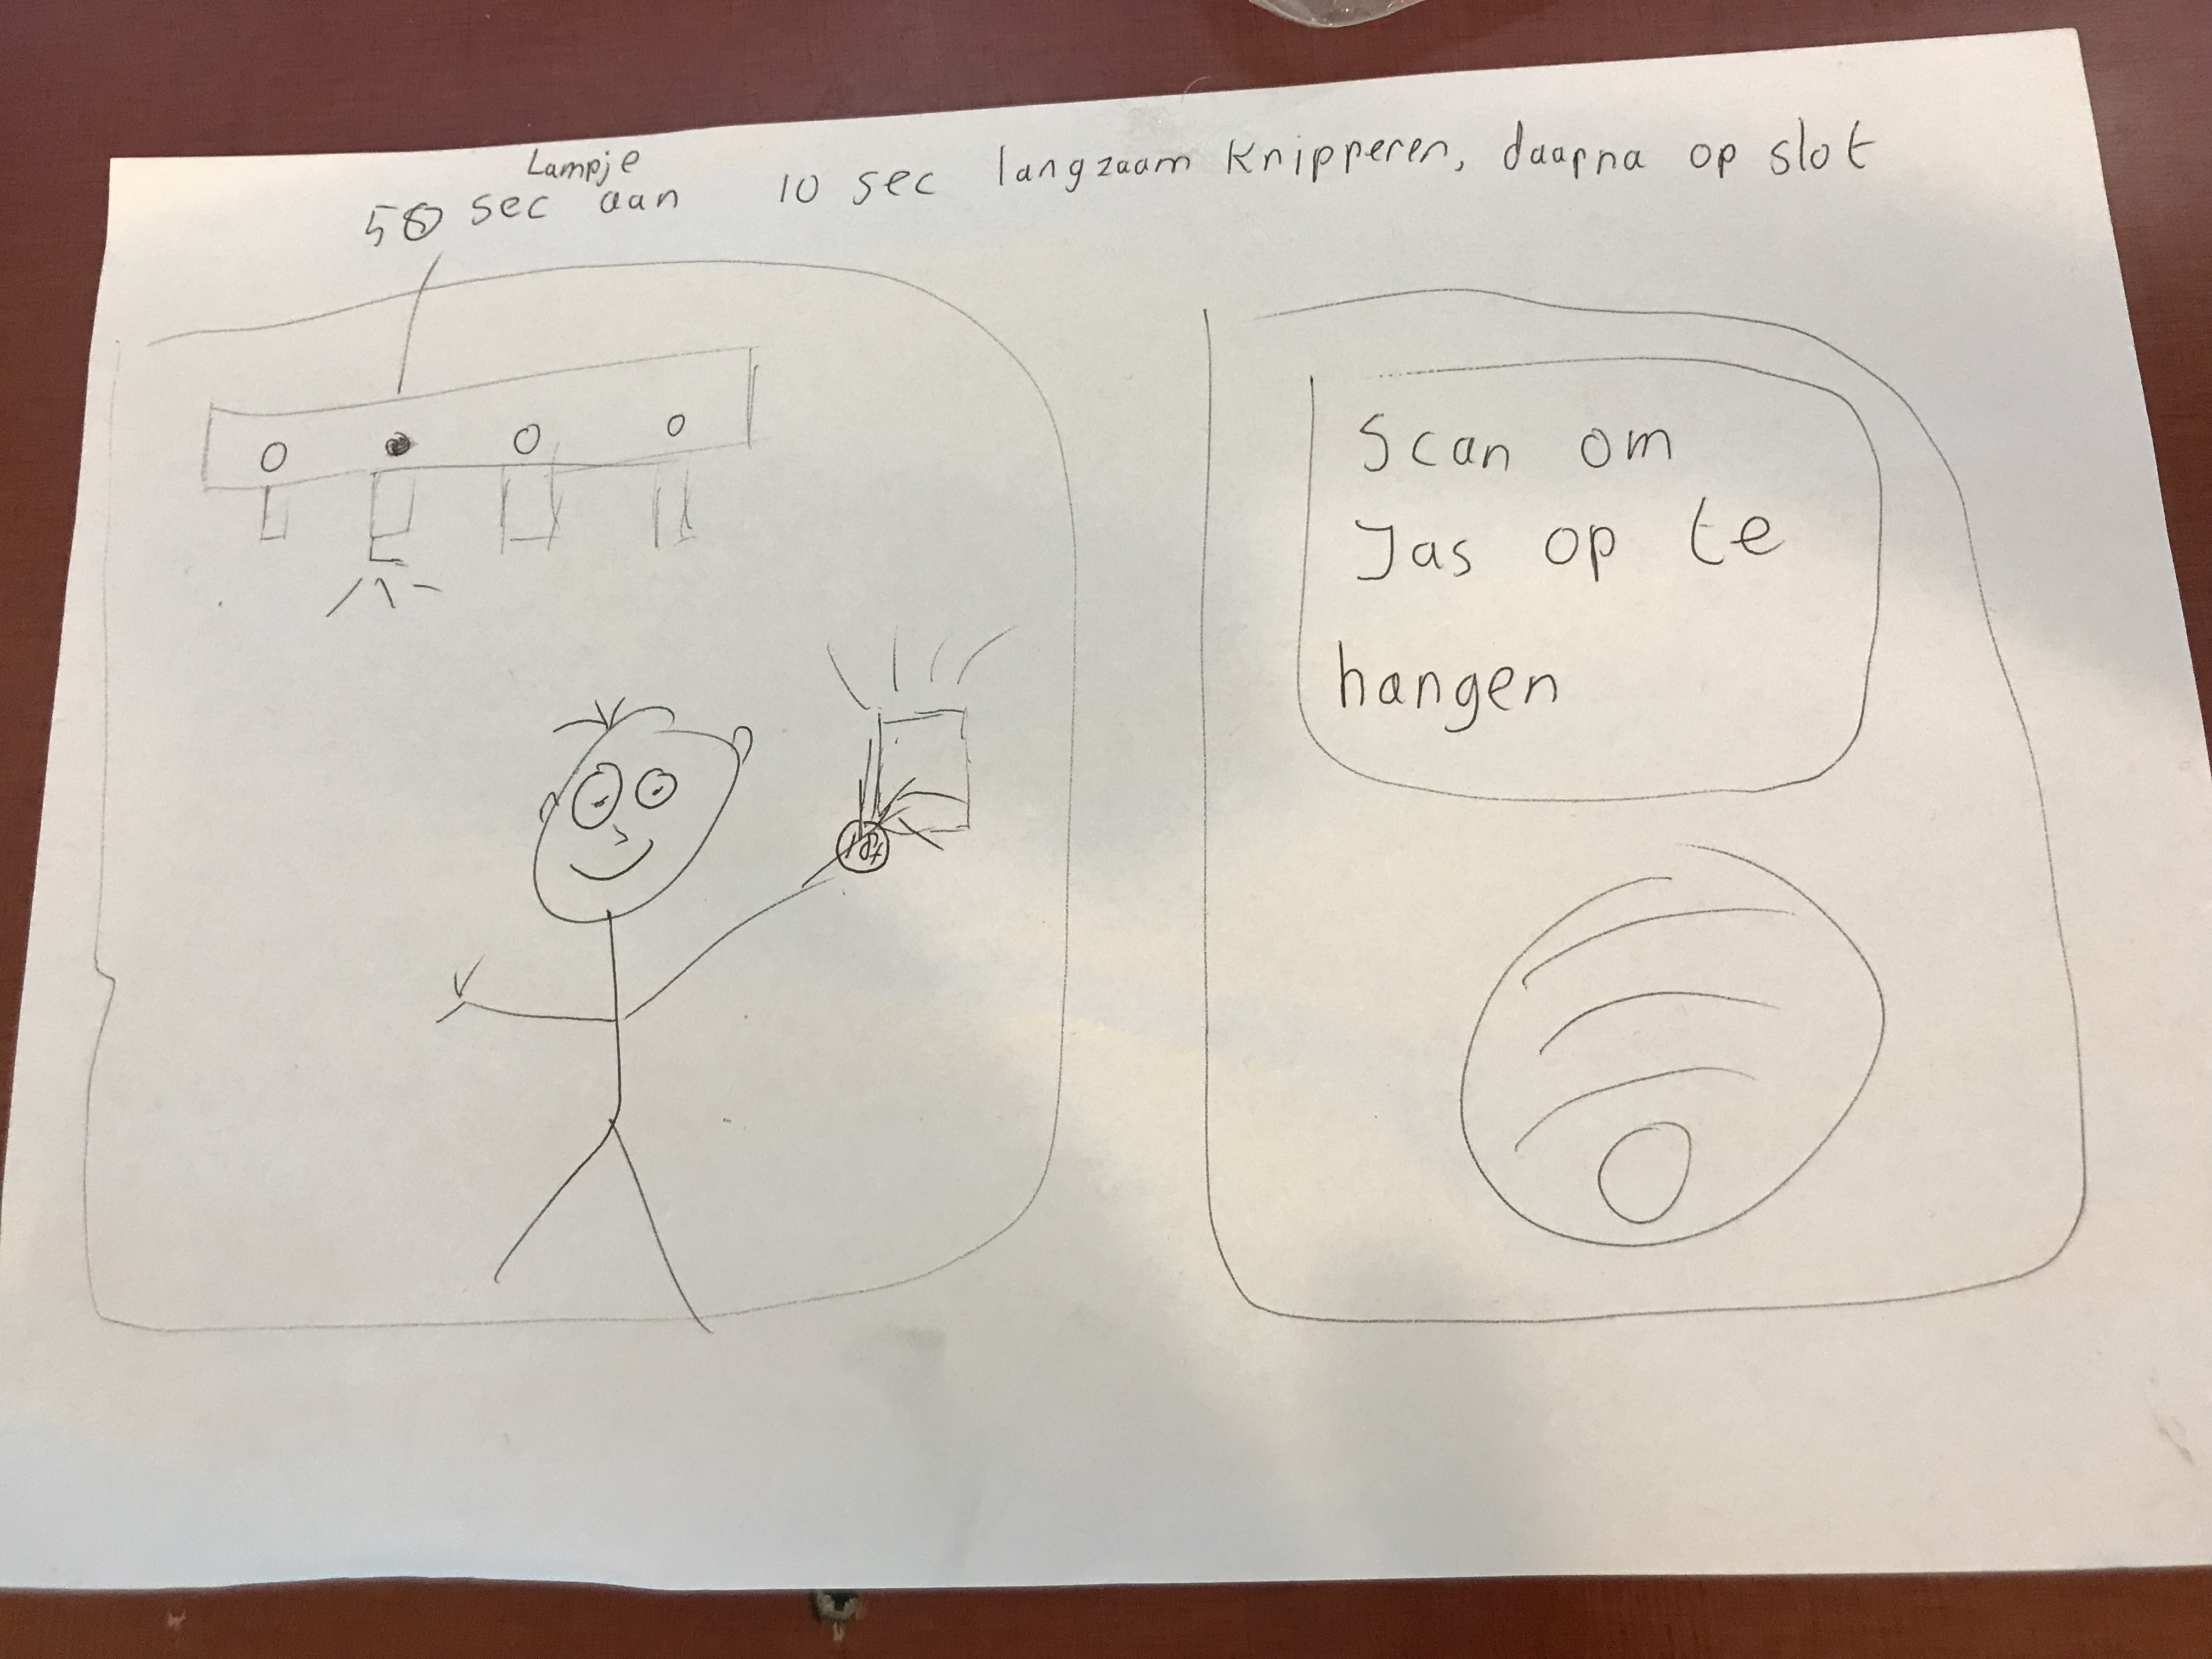 Lampje
50 sec aan 10 sec langzaam Knipperen, daarna op slot
Scan om
Jas op te
hangen